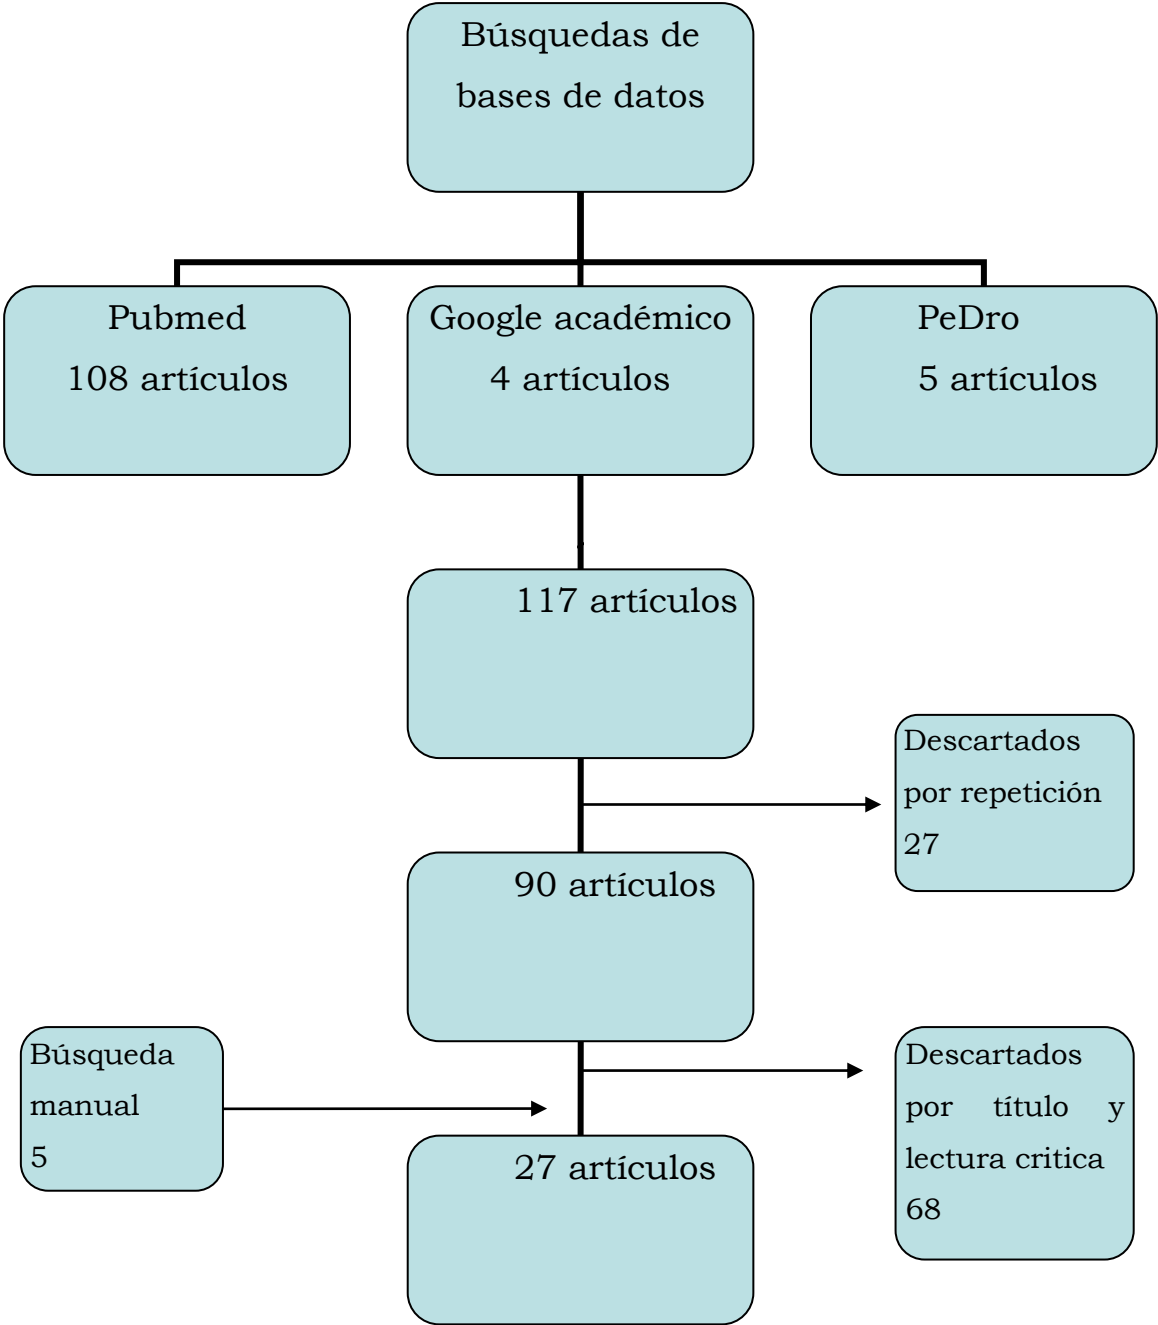 Búsquedas de
bases de datos
Pubmed
108 artículos
Google académico
4 artículos
PeDro
5 artículos
117 artículos
Descartados
por repetición
27
90 artículos
Búsqueda
manual
5
Descartados
por título y
lectura critica
68
27 artículos